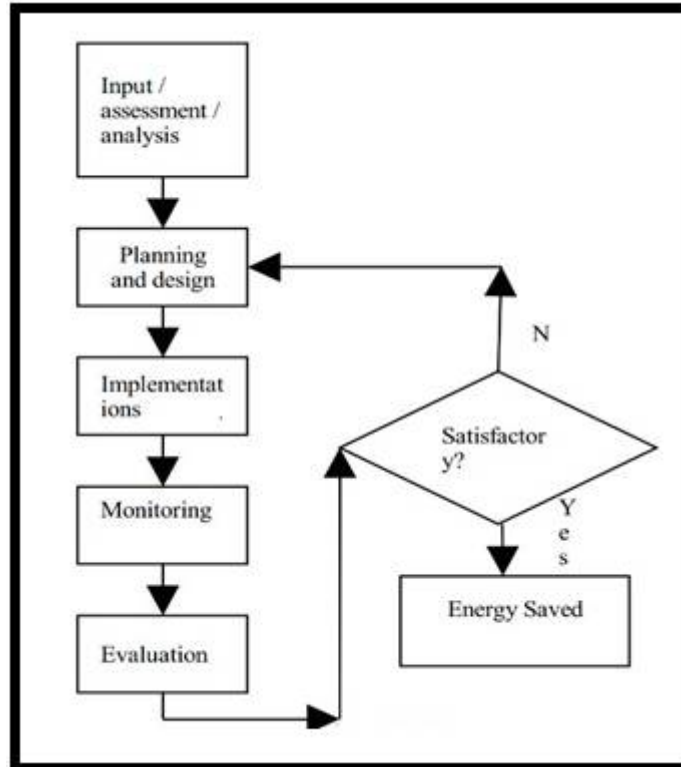 Input /
assessment /
analysis
Planning
and design
Implementat
ions
Monitoring
Evaluation
N
Satisfactor
y?
Y
e
s
Energy Saved